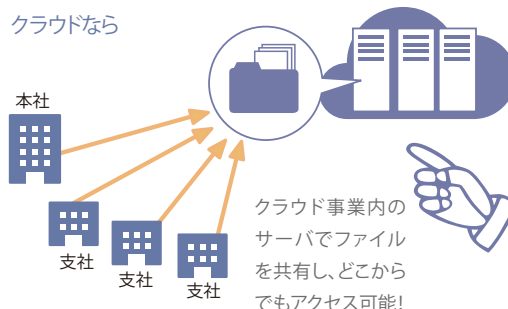 クラウドなら
本社
支社
支社
支社
クラウド事業内の
サーバでファイル
を共有し、どこから
でもアクセス可能!